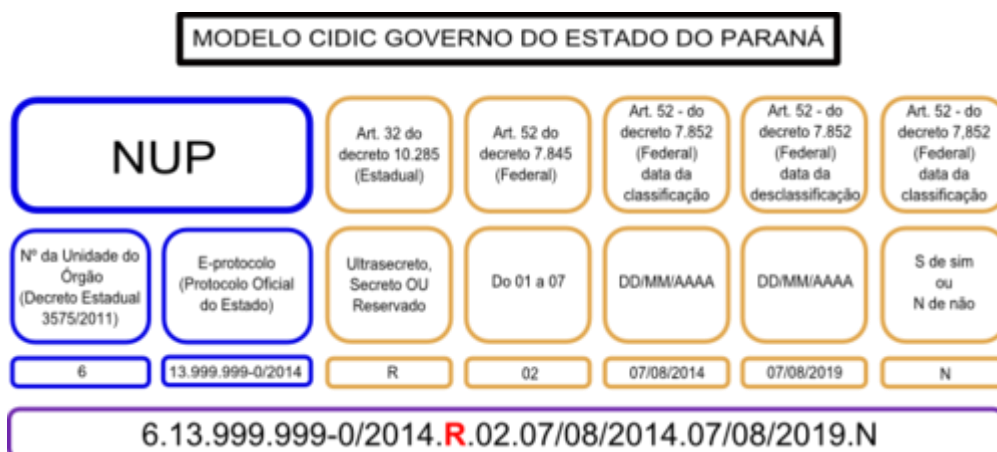 MODELO CIDIC GOVERNO DO ESTADO DO PARANÁ
NUP
Art. 32 do
decreto 10.285
(Estadual)
Art. 52 do
decreto 7.845
(Federal)
Art. 52 - do
decreto 7.852
(Federal)
data da
classificação
Art. 52 - do
decreto 7.852
(Federal)
data da
desclassificação
Art. 52 - do
decreto 7,852
(Federal)
data da
classificação
Nº da Unidade do
Órgão
(Decreto Estadual
3575/2011)
E-protocolo
(Protocolo Oficial
do Estado)
Ultrasecreto,
Secreto OU
Reservado
Do 01 a 07
DD/MM/AAAA
DD/MM/AAAA
S de sim
ou
N de não
6
13.999.999-0/2014
R
02
07/08/2014
07/08/2019
N
6.13.999.999-0/2014.R.02.07/08/2014.07/08/2019.N